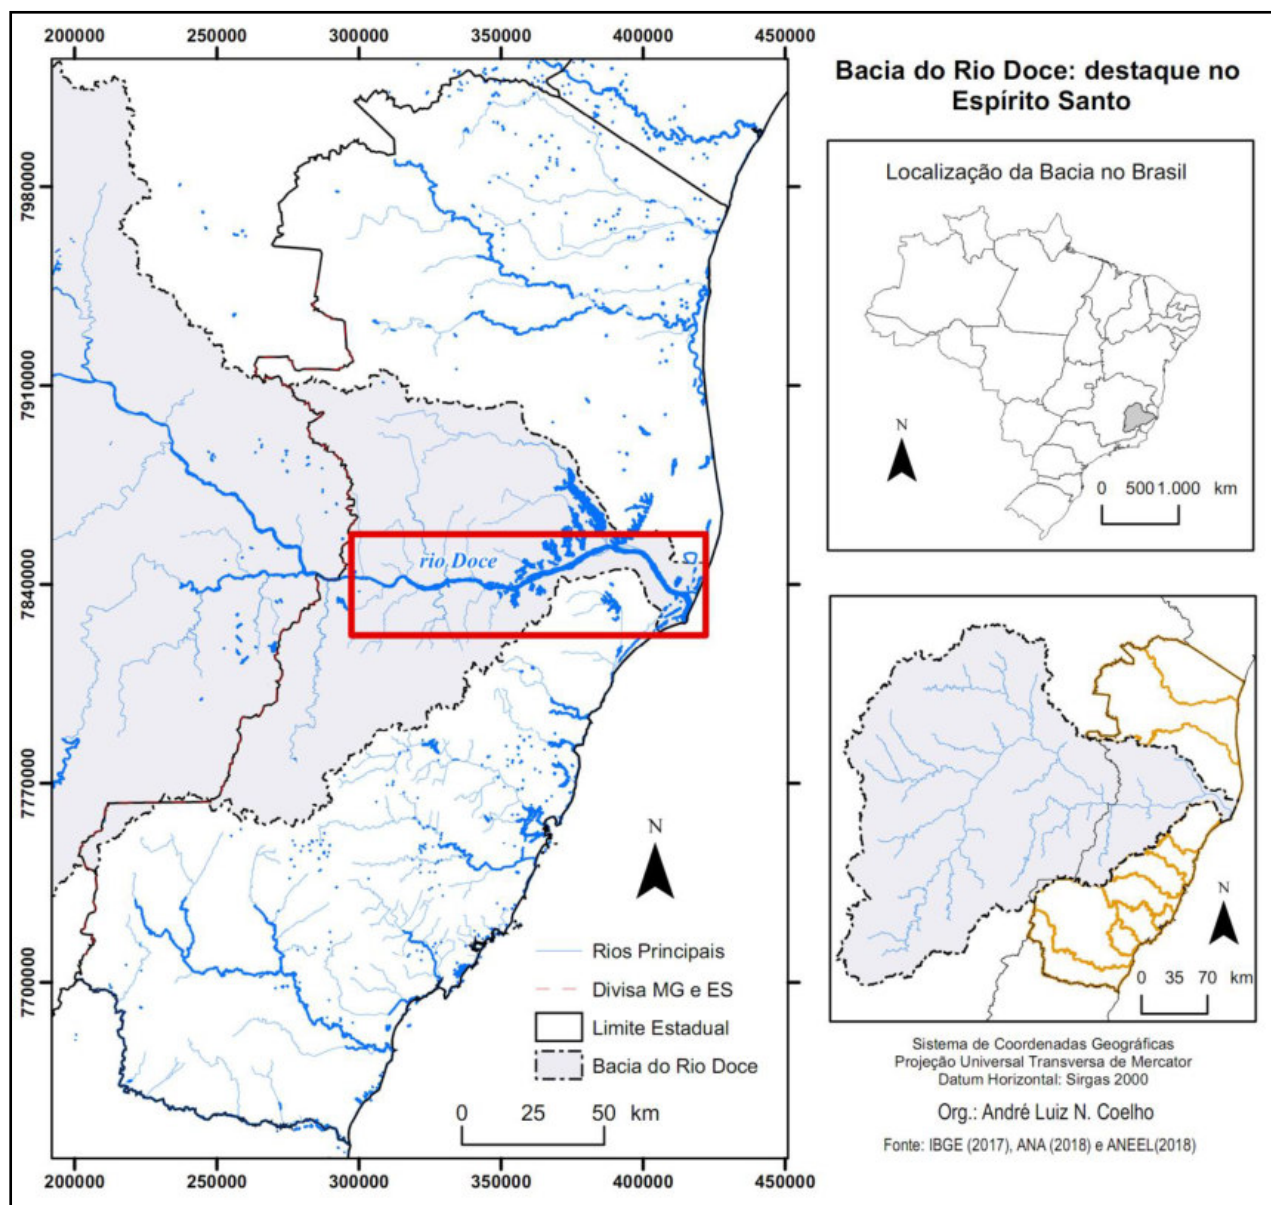 200000 250000 300000 350000 400000 450000
7980000
7910000
7840000
7770000
7700000
rio Doce
N
Rios Principais
Divisa MG e ES
Limite Estadual
Bacia do Rio Doce
0 25 50 km
200000 250000 300000 350000 400000 450000
Bacia do Rio Doce: destaque no
Espírito Santo
Localização da Bacia no Brasil
N
0 500 1.000 km
N
0 35 70 km
Sistema de Coordenadas Geográficas
Projeção Universal Transversa de Mercator
Datum Horizontal: Sirgas 2000
Org.: André Luiz N. Coelho
Fonte: IBGE (2017), ANA (2018) e ANEEL(2018)